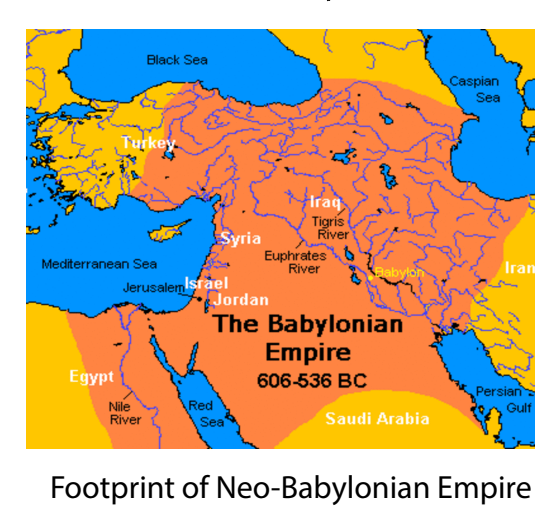 Black Sea
Caspian
Sea
Turkey
Iraq
Tigris
River
Syria
Euphrates
River
Iran
Mediterranean Sea
Babylon
Jerusalem
Israel
Jordan
The Babylonian
Empire
606-536 BC
Egypt
Nile
River
Red
Sea
Saudi Arabia
Persian
Gulf
Footprint of Neo-Babylonian Empire